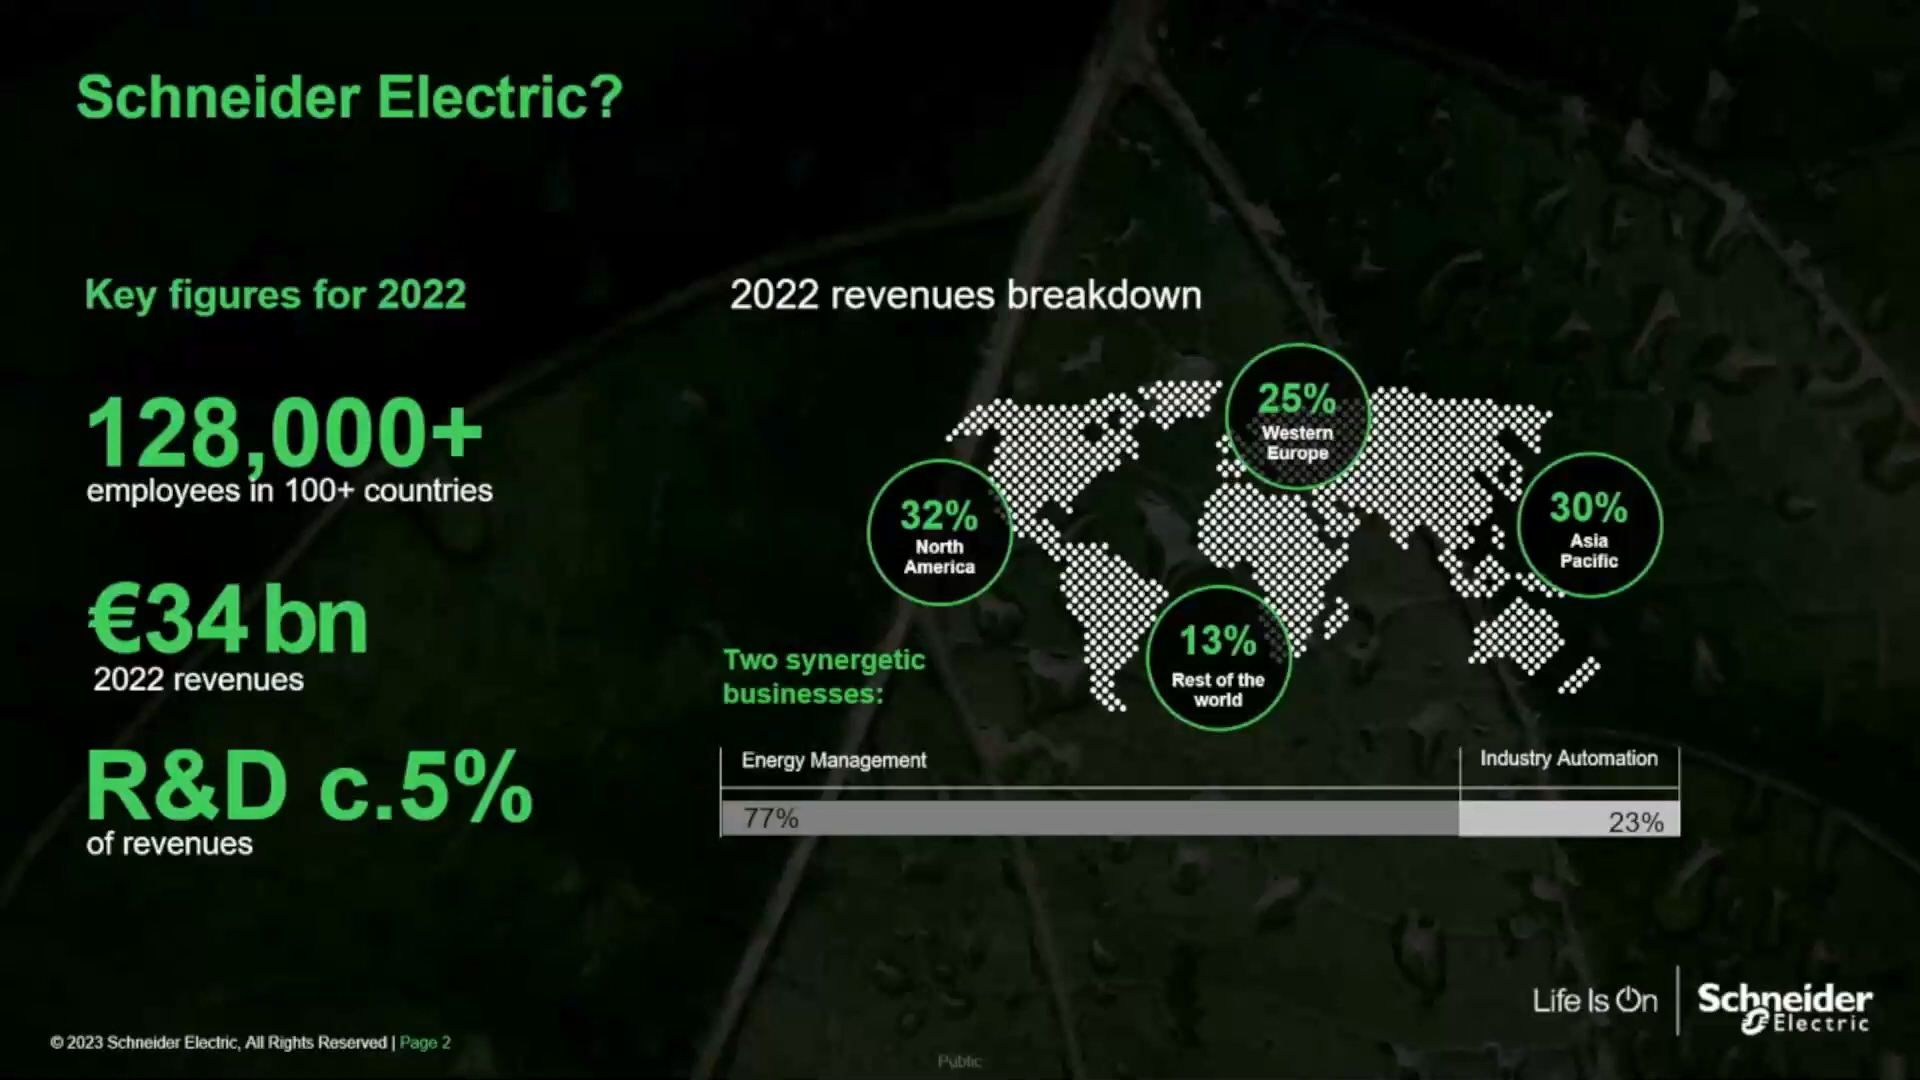 Schneider Electric?
Key figures for 2022
128,000+
employees in 100+ countries
€34 bn
2022 revenues
R&D c.5%
of revenues
2022 revenues breakdown
25%
Western
Europe
32%
North
America
30%
Asia
Pacific
13%
Rest of the
world
Two synergetic
businesses:
Energy Management
Industry Automation
77%
23%
Life Is On
Schneider
Electric
© 2023 Schneider Electric, All Rights Reserved | Page 2
Public